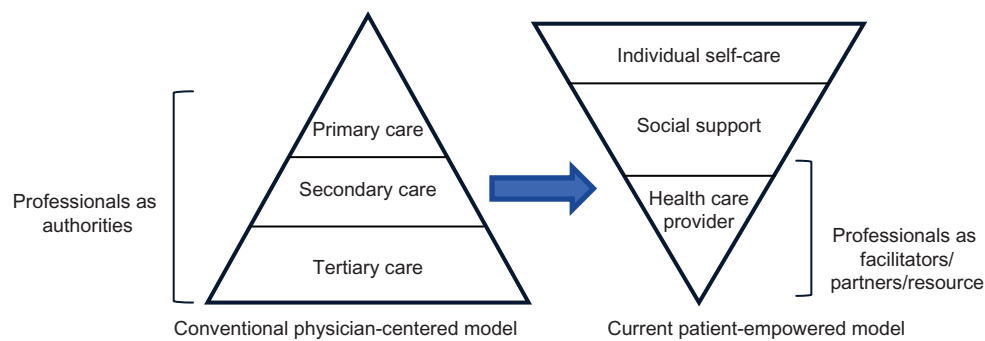 Professionals as
authorities
Primary care
Secondary care
Tertiary care
Conventional physician-centered model
Individual self-care
Social support
Health care
provider
Professionals as
facilitators/
partners/resource
Current patient-empowered model